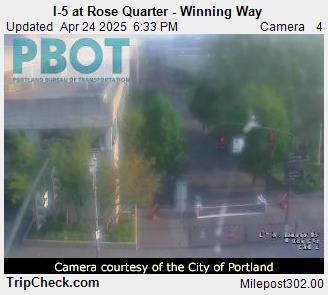 I-5 at Rose Quarter - Winning Way
Updated Apr 24 2025 6:33 PM Camera 4
PBOT
PORTLAND BUREAU OF TRANSPORTATION
Camera courtesy of the City of Portland
TripCheck.com Milepost302.00